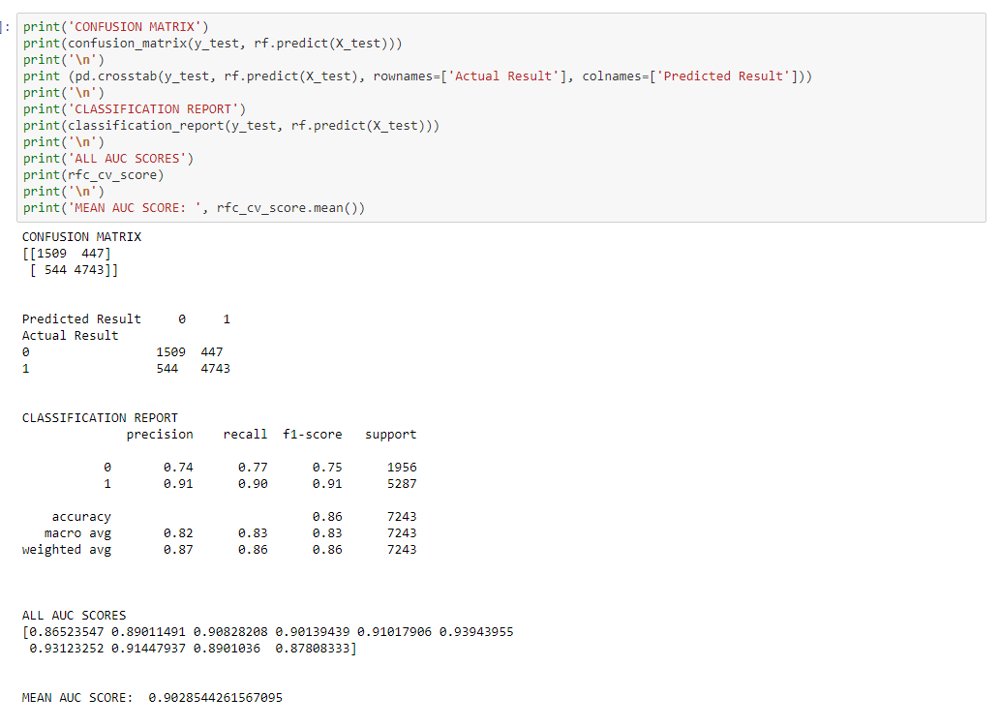 ]:
print('CONFUSION MATRIX')
print(confusion_matrix(y_test, rf.predict(X_test)))
print('\n')
print (pd.crosstab(y_test, rf.predict(X_test), rownames=['Actual Result'], colnames=['Predicted Result']))
print('\n')
print('CLASSIFICATION REPORT')
print(classification_report(y_test, rf.predict(X_test)))
print('\n')
print('ALL AUC SCORES')
print(rfc_cv_score)
print('\n')
print('MEAN AUC SCORE: ', rfc_cv_score.mean())
CONFUSION MATRIX
[[1509  447]
 [ 544 4743]]
Predicted Result     0     1
Actual Result
0                 1509  447
1                 544   4743
CLASSIFICATION REPORT
              precision    recall  f1-score   support
           0       0.74      0.77      0.75      1956
           1       0.91      0.90      0.91      5287
    accuracy                           0.86      7243
   macro avg       0.82      0.83      0.83      7243
weighted avg       0.87      0.86      0.86      7243
ALL AUC SCORES
[0.86523547 0.89011491 0.90828208 0.90139439 0.91017906 0.93943955
 0.93123252 0.91447937 0.8901036  0.87808333]
MEAN AUC SCORE:  0.9028544261567095